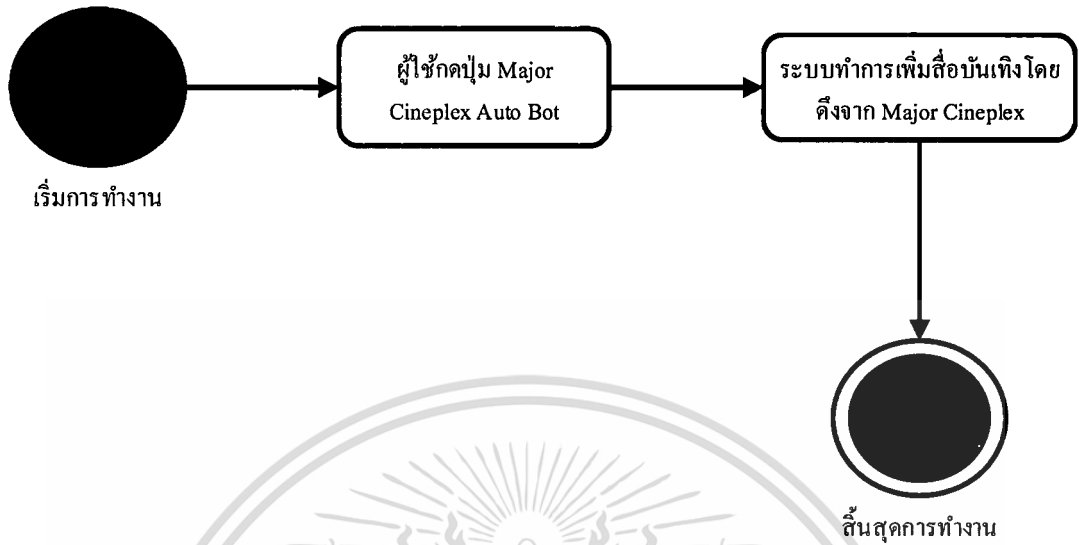 เริ่มการทำงาน
ผู้ใช้กดปุ่ม Major
Cineplex Auto Bot
ระบบทำการเพิ่มสื่อบันเทิงโดย
ดึงจาก Major Cineplex
สิ้นสุดการทำงาน